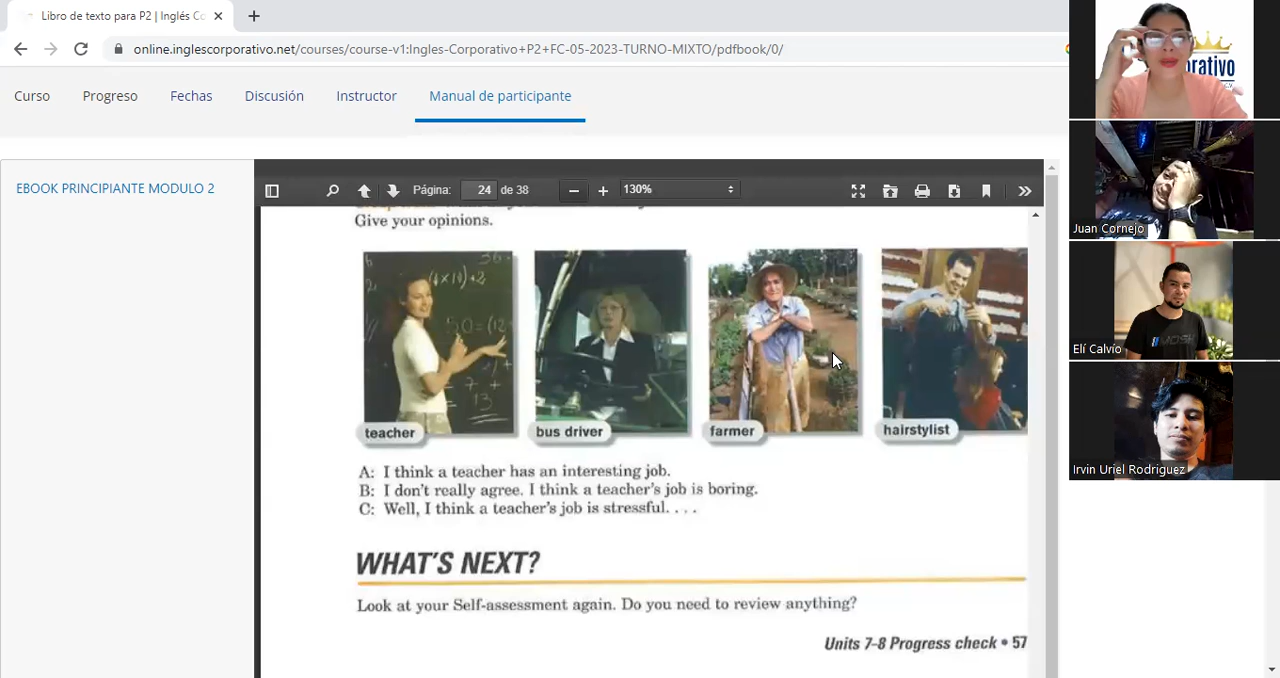 Libro de texto para P2 | Inglés Co
online.inglescorporativo.net/courses/course-v1:Ingles-Corporativo+P2+FC-05-2023-TURNO-MIXTO/pdfbook/0/
Curso Progreso Fechas Discusión Instructor Manual de participante
EBOOK PRINCIPIANTE MODULO 2
Página: 24 de 38 130%
Give your opinions.
teacher bus driver farmer hairstylist
A: I think a teacher has an interesting job.
B: I don't really agree. I think a teacher's job is boring.
C: Well, I think a teacher's job is stressful. . . .
WHAT'S NEXT?
Look at your Self-assessment again. Do you need to review anything?
Units 7–8 Progress check • 57
Juan Cornejo
Elí Calvío
Irvin Uriel Rodriguez